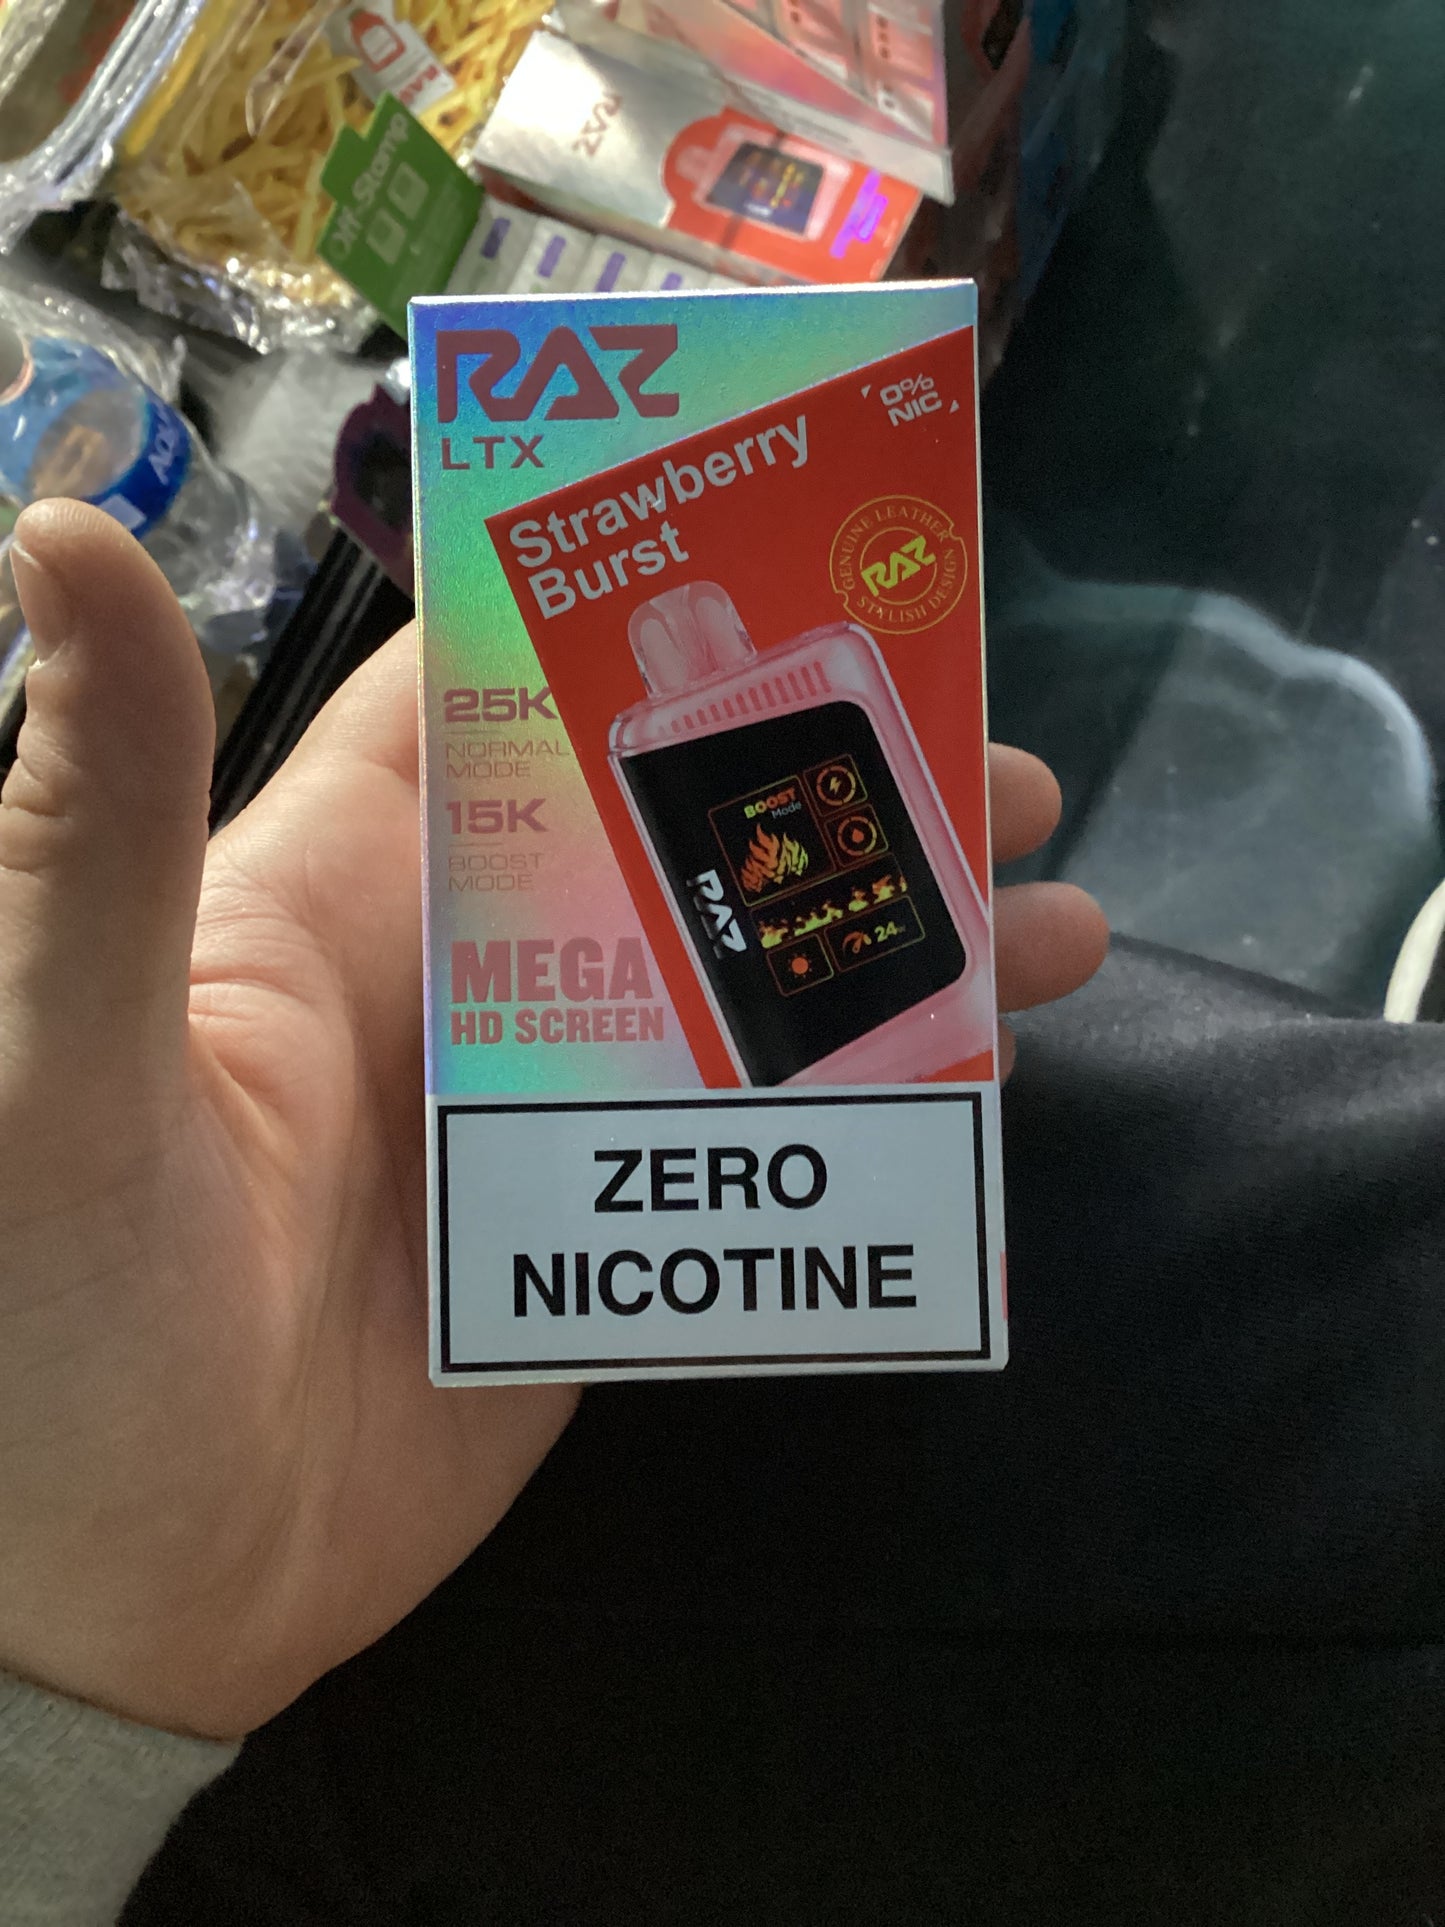 RAZ
LTX
0%
NIC
Strawberry
Burst
GENUINE LEATHER
RAZ
STYLISH DESIGN
25K
NORMAL
MODE
15K
BOOST
MODE
MEGA
HD SCREEN
BOOST
Mode
RAZ
24
ZERO
NICOTINE
RAZ